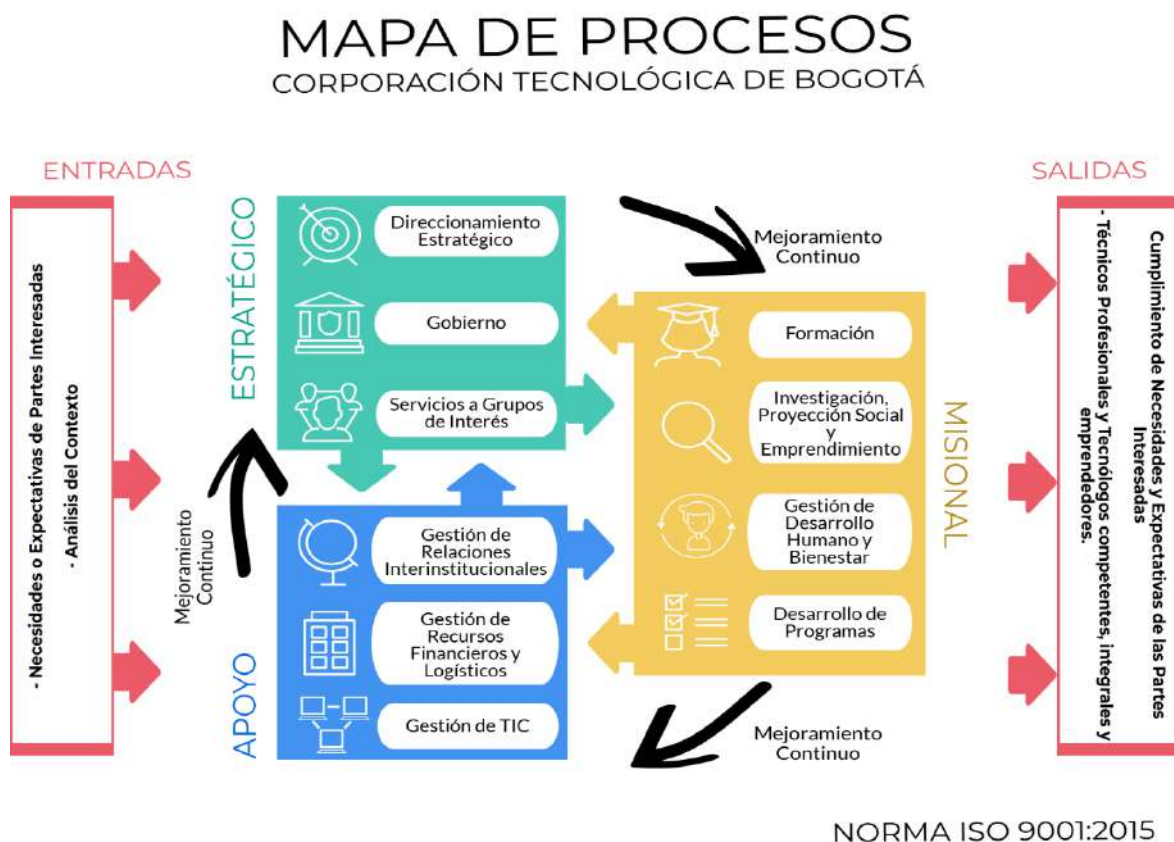 MAPA DE PROCESOS
CORPORACIÓN TECNOLÓGICA DE BOGOTÁ
ENTRADAS
- Necesidades o Expectativas de Partes Interesadas
- Análisis del Contexto
ESTRATÉGICO
Direccionamiento
Estratégico
Gobierno
Servicios a Grupos
de Interés
Mejoramiento
Continuo
APOYO
Gestión de
Relaciones
Interinstitucionales
Gestión de
Recursos
Financieros y
Logísticos
Gestión de TIC
Mejoramiento
Continuo
MISIONAL
Formación
Investigación,
Proyección Social
y
Emprendimiento
Gestión de
Desarrollo
Humano y
Bienestar
Desarrollo de
Programas
Mejoramiento
Continuo
SALIDAS
Cumplimiento de Necesidades y Expectativas de las Partes
Interesadas
- Técnicos Profesionales y Tecnólogos competentes, integrales y
emprendedores.
NORMA ISO 9001:2015